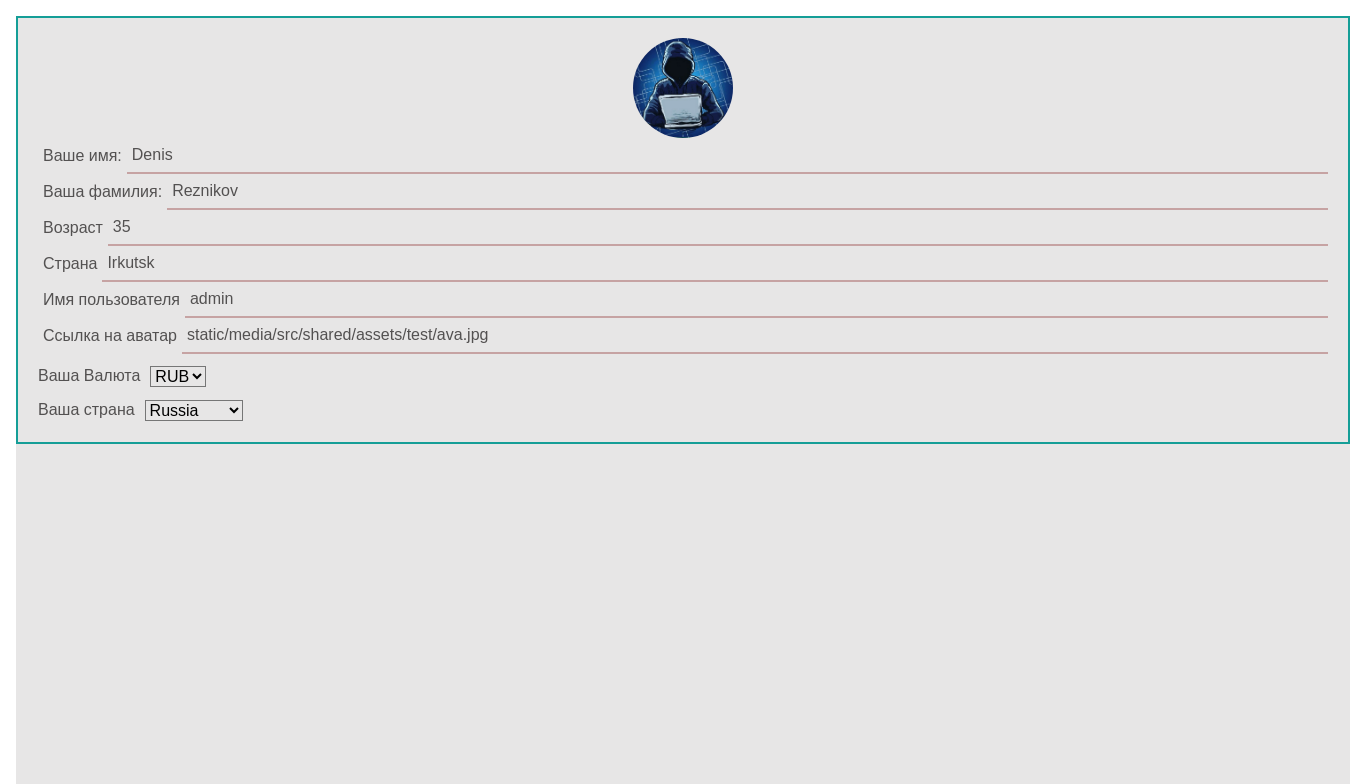 Ваше имя: Denis
Ваша фамилия: Reznikov
Возраст 35
Страна Irkutsk
Имя пользователя admin
Ссылка на аватар static/media/src/shared/assets/test/ava.jpg
Ваша Валюта RUB
Ваша страна Russia